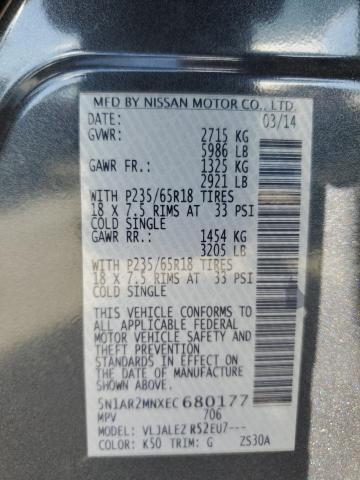 MFD BY NISSAN MOTOR CO., LTD.
DATE: 03/14
GVWR: 2715 KG
5986 LB
GAWR FR: 1325 KG
2921 LB
WITH P235/65R18 TIRES
18 X 7.5 RIMS AT 33 PSI
COLD SINGLE
GAWR RR: 1454 KG
3205 LB
WITH P235/65R18 TIRES
18 X 7.5 RIMS AT 33 PSI
COLD SINGLE
THIS VEHICLE CONFORMS TO
ALL APPLICABLE FEDERAL
MOTOR VEHICLE SAFETY AND
THEFT PREVENTION
STANDARDS IN EFFECT ON
THE DATE OF MANUFACTURE
SHOWN ABOVE.
5N1AR2MNXEC680177
MPV 706
MODEL: VLJALEZ R52EU7---
COLOR: K50 TRIM: G ZS30A